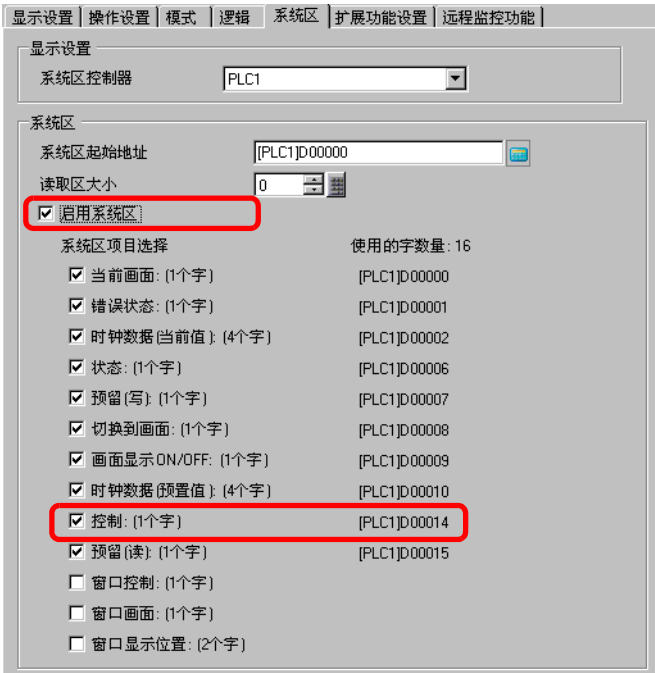 显示设置 操作设置 模式 逻辑 系统区 扩展功能设置 远程监控功能
显示设置
系统区控制器 PLC1
系统区
系统区起始地址 [PLC1]D00000
读取区大小 0
启用系统区
系统区项目选择 使用的字数量: 16
当前画面: (1个字) [PLC1]D00000
错误状态: (1个字) [PLC1]D00001
时钟数据(当前值): (4个字) [PLC1]D00002
状态: (1个字) [PLC1]D00006
预留(写): (1个字) [PLC1]D00007
切换到画面: (1个字) [PLC1]D00008
画面显示ON/OFF: (1个字) [PLC1]D00009
时钟数据(预置值): (4个字) [PLC1]D00010
控制: (1个字) [PLC1]D00014
预留(读): (1个字) [PLC1]D00015
窗口控制: (1个字)
窗口画面: (1个字)
窗口显示位置: (2个字)